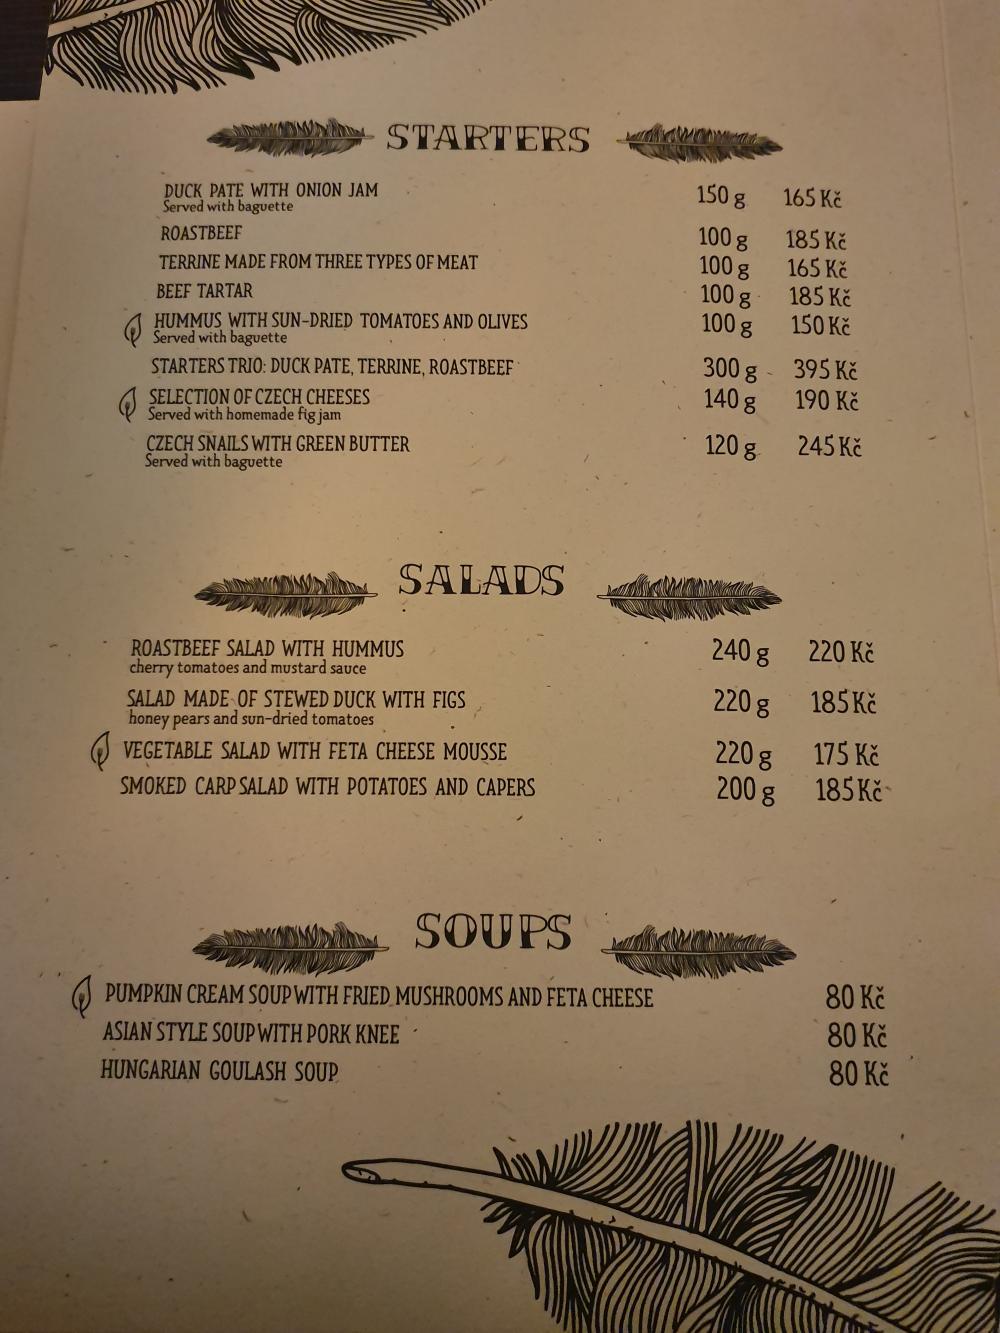 STARTERS
DUCK PATE WITH ONION JAM 150 g 165 Kč
Served with baguette
ROASTBEEF 100 g 185 Kč
TERRINE MADE FROM THREE TYPES OF MEAT 100 g 165 Kč
BEEF TARTAR 100 g 185 Kč
HUMMUS WITH SUN-DRIED TOMATOES AND OLIVES 100 g 150 Kč
Served with baguette
STARTERS TRIO: DUCK PATE, TERRINE, ROASTBEEF 300 g 395 Kč
SELECTION OF CZECH CHEESES 140 g 190 Kč
Served with homemade fig jam
CZECH SNAILS WITH GREEN BUTTER 120 g 245 Kč
Served with baguette
SALADS
ROASTBEEF SALAD WITH HUMMUS 240 g 220 Kč
cherry tomatoes and mustard sauce
SALAD MADE OF STEWED DUCK WITH FIGS 220 g 185 Kč
honey pears and sun-dried tomatoes
VEGETABLE SALAD WITH FETA CHEESE MOUSSE 220 g 175 Kč
SMOKED CARP SALAD WITH POTATOES AND CAPERS 200 g 185 Kč
SOUPS
PUMPKIN CREAM SOUP WITH FRIED MUSHROOMS AND FETA CHEESE 80 Kč
ASIAN STYLE SOUP WITH PORK KNEE 80 Kč
HUNGARIAN GOULASH SOUP 80 Kč